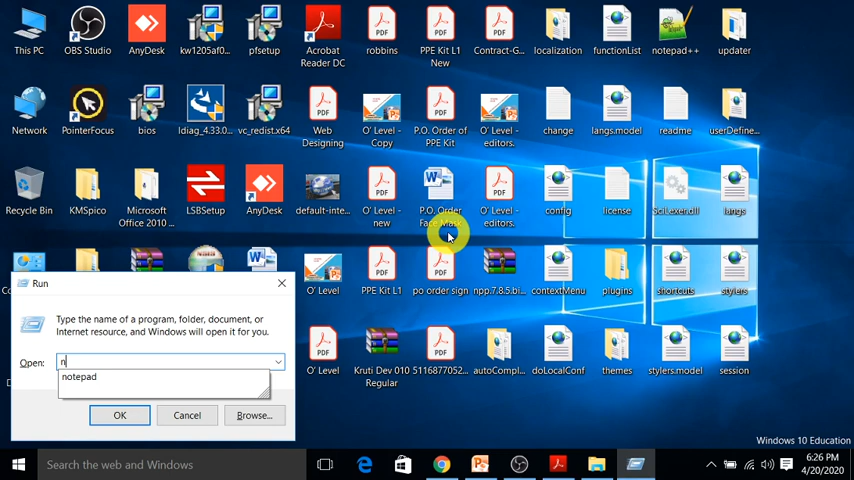 This PC
OBS Studio
AnyDesk
kw1205af0...
pfsetup
Acrobat
Reader DC
robbins
PPE Kit L1
New
Contract-G...
localization
functionList
notepad++
updater
Network
PointerFocus
bios
ldiag_4.33.0...
vc_redist.x64
Web
Designing
O' Level -
Copy
P.O. Order of
PPE Kit
O' Level -
editors.
change
langs.model
readme
userDefine...
Recycle Bin
KMSpico
Microsoft
Office 2010 ...
LSBSetup
AnyDesk
default-inte...
O' Level -
new
P.O. Order
Face Mask
O' Level -
editors.
config
license
SciLexer.dll
langs
O' Level
PPE Kit L1
po order sign
npp.7.8.5.bi...
contextMenu
plugins
shortcuts
stylers
O' Level
Kruti Dev 010
Regular
5116877052...
autoCompl...
doLocalConf
themes
stylers.model
session
Run
Type the name of a program, folder, document, or
Internet resource, and Windows will open it for you.
Open:
n
notepad
OK
Cancel
Browse...
Windows 10 Education
Search the web and Windows
6:26 PM
4/20/2020